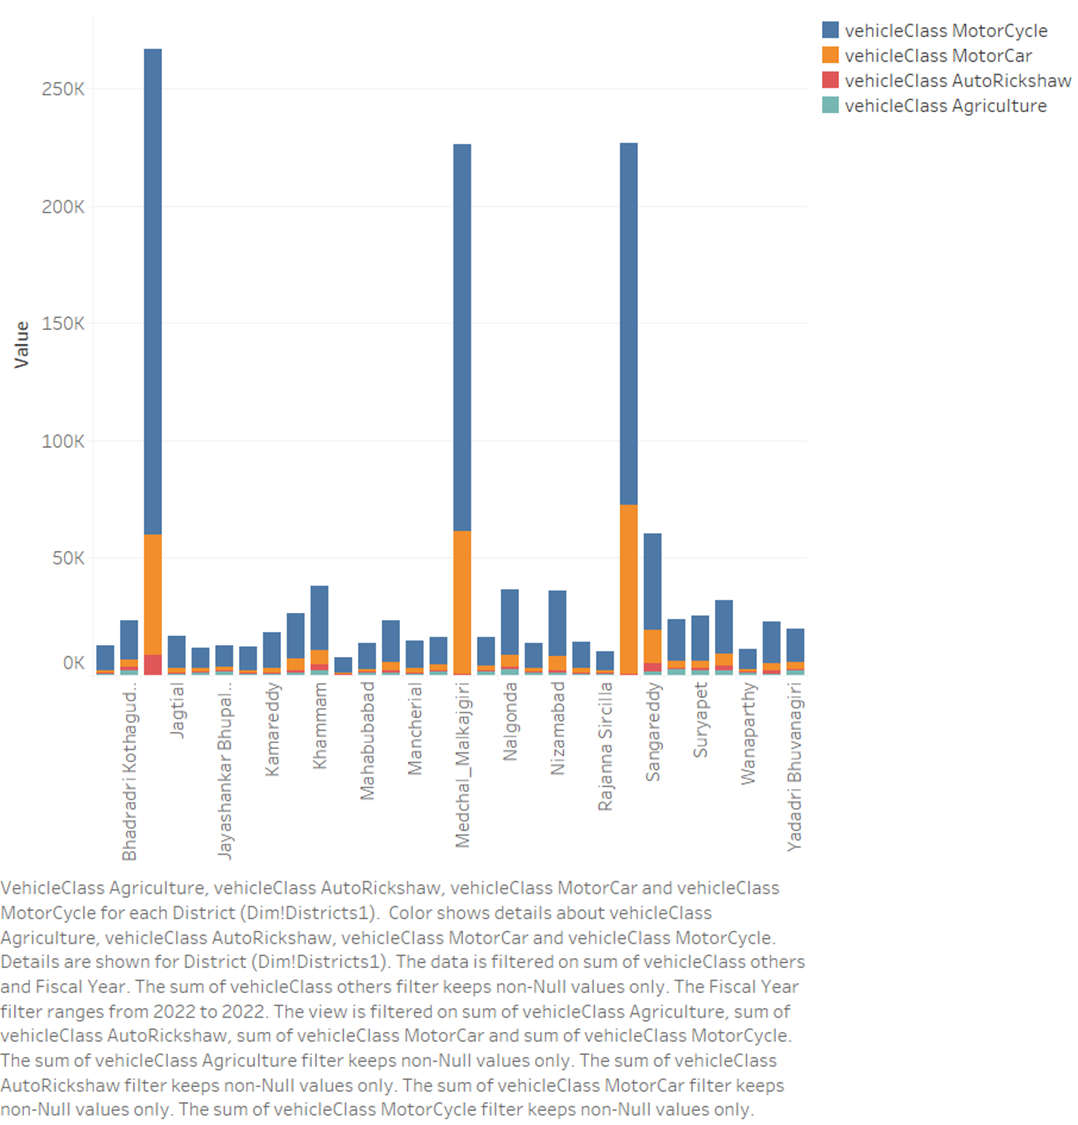 vehicleClass MotorCycle
vehicleClass MotorCar
vehicleClass AutoRickshaw
vehicleClass Agriculture
250K
200K
150K
100K
50K
0K
Value
Bhadradri Kothagud..
Jagtial
Jayashankar Bhupal..
Kamareddy
Khammam
Mahabubabad
Mancherial
Medchal_Malkajgiri
Nalgonda
Nizamabad
Rajanna Sircilla
Sangareddy
Suryapet
Wanaparthy
Yadadri Bhuvanagiri
VehicleClass Agriculture, vehicleClass AutoRickshaw, vehicleClass MotorCar and vehicleClass
MotorCycle for each District (Dim!Districts1).  Color shows details about vehicleClass
Agriculture, vehicleClass AutoRickshaw, vehicleClass MotorCar and vehicleClass MotorCycle.
Details are shown for District (Dim!Districts1). The data is filtered on sum of vehicleClass others
and Fiscal Year. The sum of vehicleClass others filter keeps non-Null values only. The Fiscal Year
filter ranges from 2022 to 2022. The view is filtered on sum of vehicleClass Agriculture, sum of
vehicleClass AutoRickshaw, sum of vehicleClass MotorCar and sum of vehicleClass MotorCycle.
The sum of vehicleClass Agriculture filter keeps non-Null values only. The sum of vehicleClass
AutoRickshaw filter keeps non-Null values only. The sum of vehicleClass MotorCar filter keeps
non-Null values only. The sum of vehicleClass MotorCycle filter keeps non-Null values only.